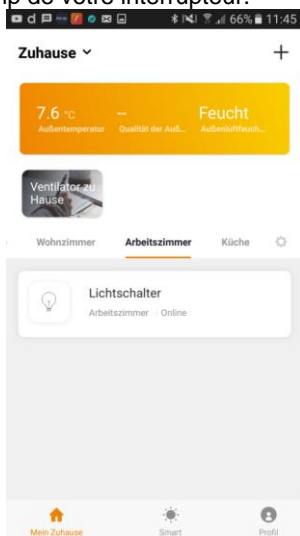 ip de votre interrupteur.
66% 11:45
Zuhause
7.6 °C -- Feucht
Außentemperatur Qualität der Auß... Außenluftfeuch...
Ventilator zu
Hause
Wohnzimmer Arbeitszimmer Küche
Lichtschalter
Arbeitszimmer Online
Mein Zuhause Smart Profil